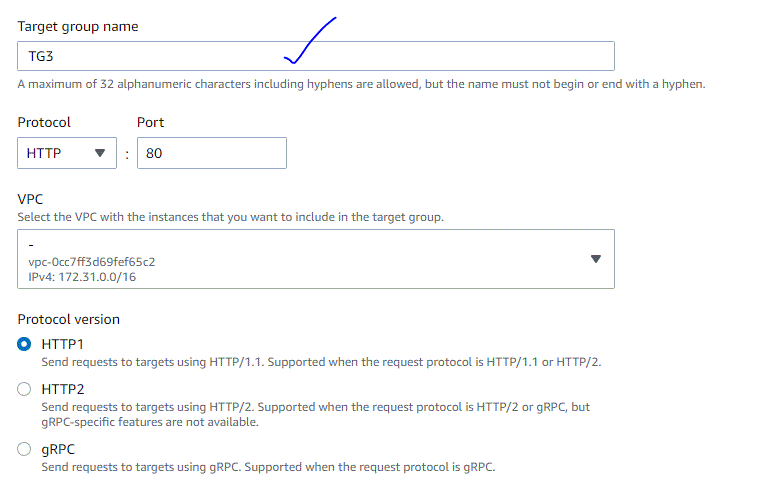 Target group name
TG3
A maximum of 32 alphanumeric characters including hyphens are allowed, but the name must not begin or end with a hyphen.
Protocol Port
HTTP : 80
VPC
Select the VPC with the instances that you want to include in the target group.
-
vpc-0cc7ff3d69fef65c2
IPv4: 172.31.0.0/16
Protocol version
HTTP1
Send requests to targets using HTTP/1.1. Supported when the request protocol is HTTP/1.1 or HTTP/2.
HTTP2
Send requests to targets using HTTP/2. Supported when the request protocol is HTTP/2 or gRPC, but
gRPC-specific features are not available.
gRPC
Send requests to targets using gRPC. Supported when the request protocol is gRPC.